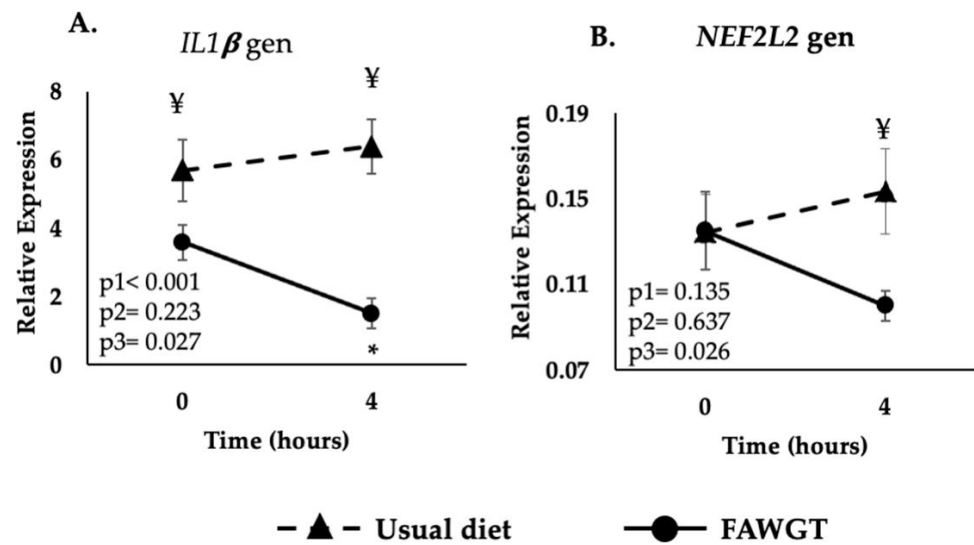 A.
IL1β gen
¥
¥
8
6
4
2
0
Relative Expression
p1< 0.001
p2= 0.223
p3= 0.027
*
0
4
Time (hours)
B.
NEF2L2 gen
¥
0.19
0.15
0.11
0.07
Relative Expression
p1= 0.135
p2= 0.637
p3= 0.026
0
4
Time (hours)
Usual diet
FAWGT